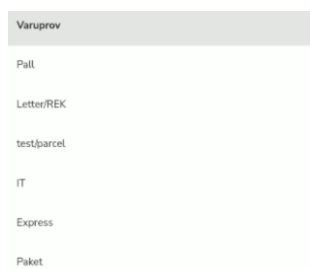 Varuprov
Pall
Letter/REK
test/parcel
IT
Express
Paket